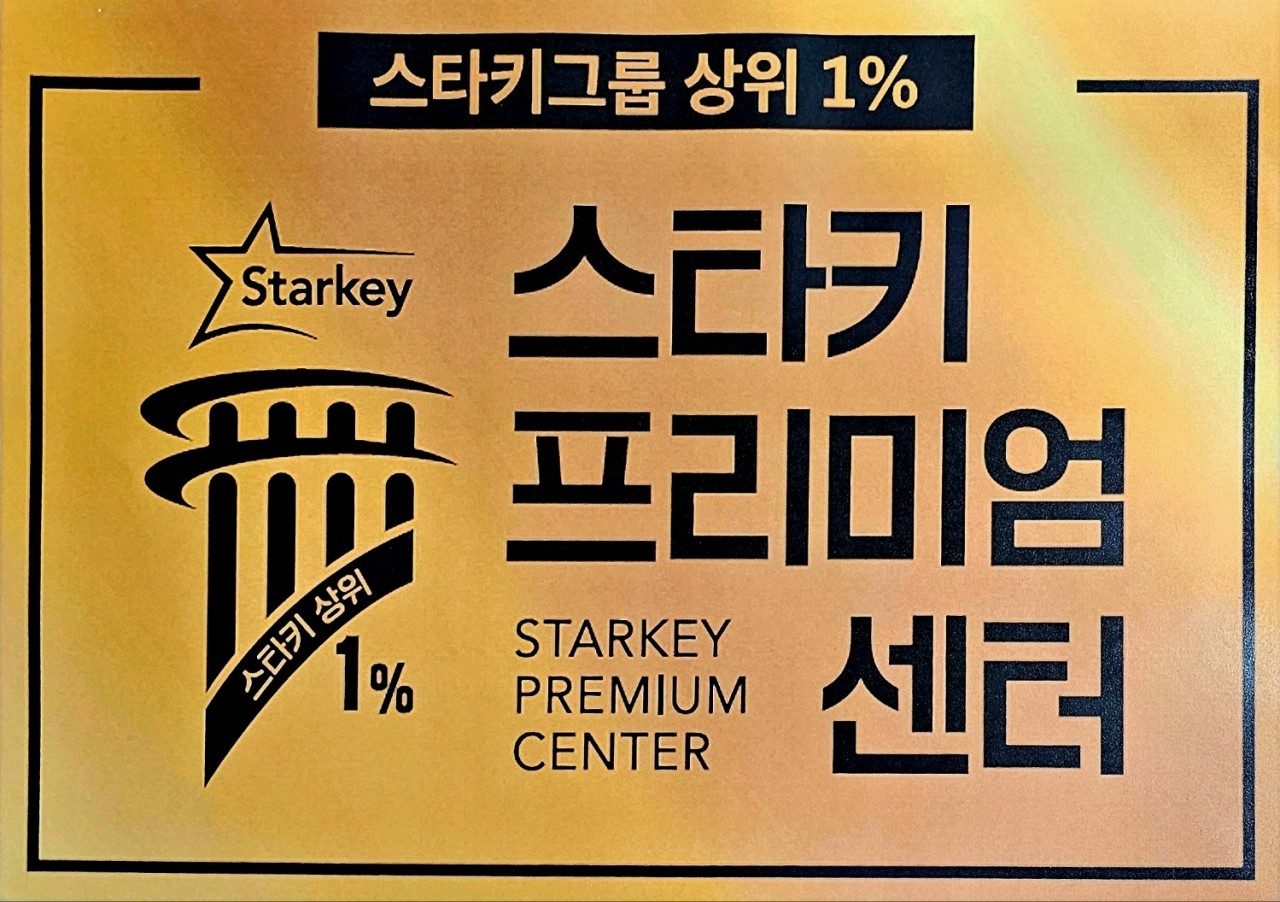 스타키그룹 상위 1%
Starkey
스타키 상위
1%
스타키
프리미엄
센터
STARKEY
PREMIUM
CENTER